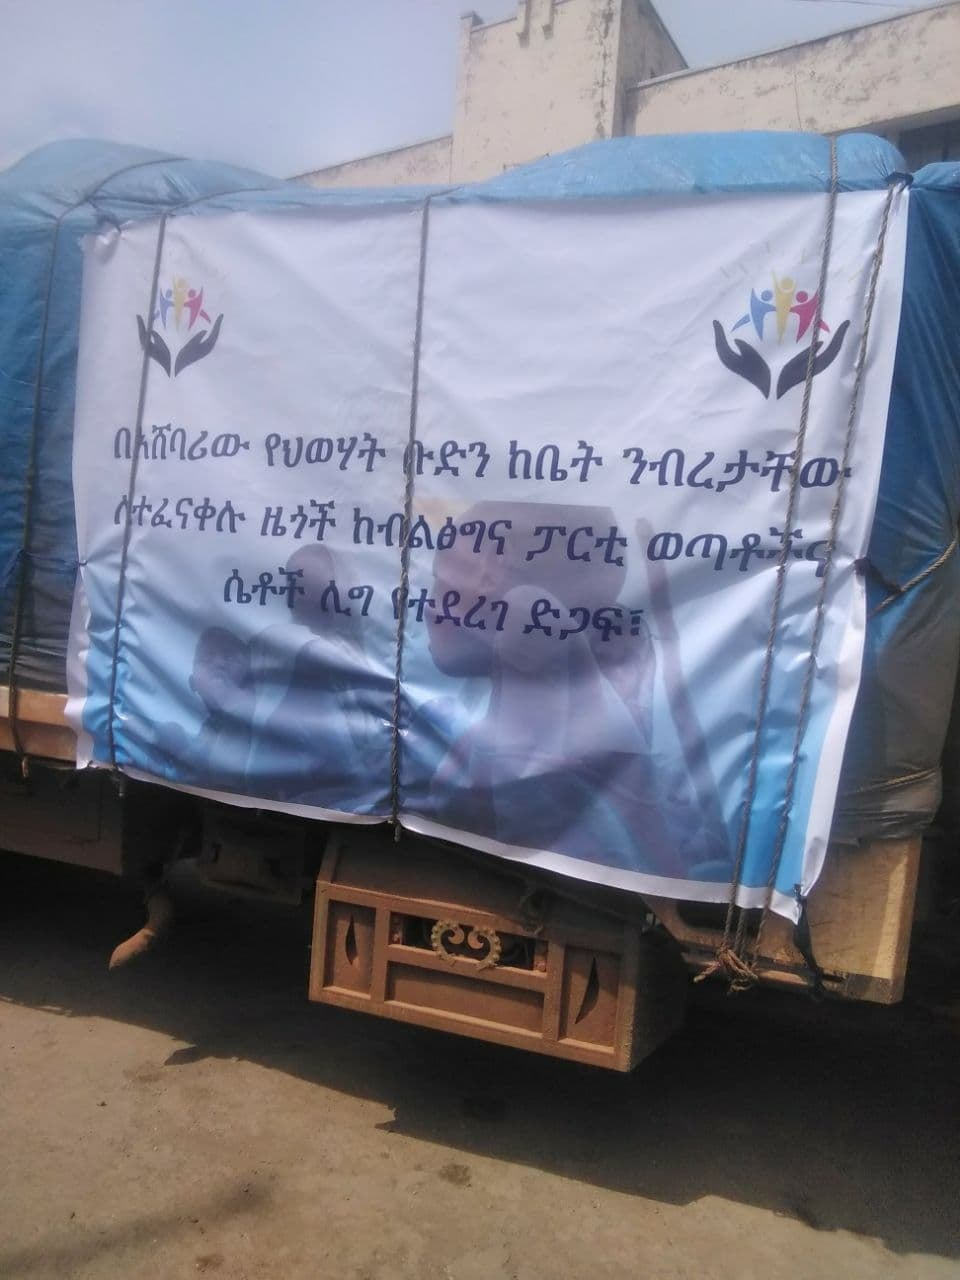 በአሸባሪው የህወሃት ቡድን ከቤት ንብረታቸው
ለተፈናቀሉ ዜጎች ከብልፅግና ፓርቲ ወጣቶችና
ሴቶች ሊግ የተደረገ ድጋፍ፣